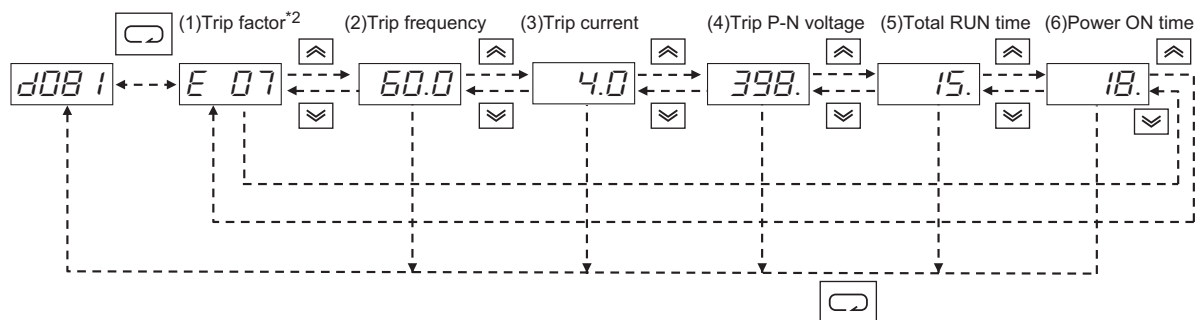 (1)Trip factor*2
(2)Trip frequency
(3)Trip current
(4)Trip P-N voltage
(5)Total RUN time
(6)Power ON time
d081
E 07
60.0
4.0
398.
15.
18.